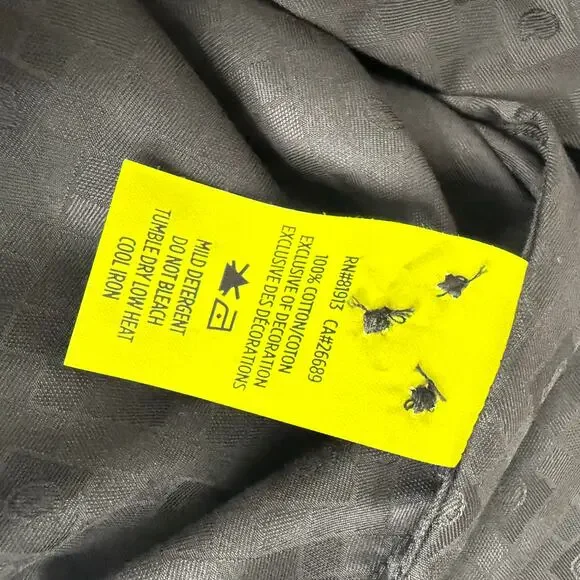 RN#81913 CA#26689
100% COTTON/COTON
EXCLUSIVE OF DECORATION
EXCLUSIVE DES DECORATIONS
MILD DETERGENT
DO NOT BLEACH
TUMBLE DRY LOW HEAT
COOL IRON